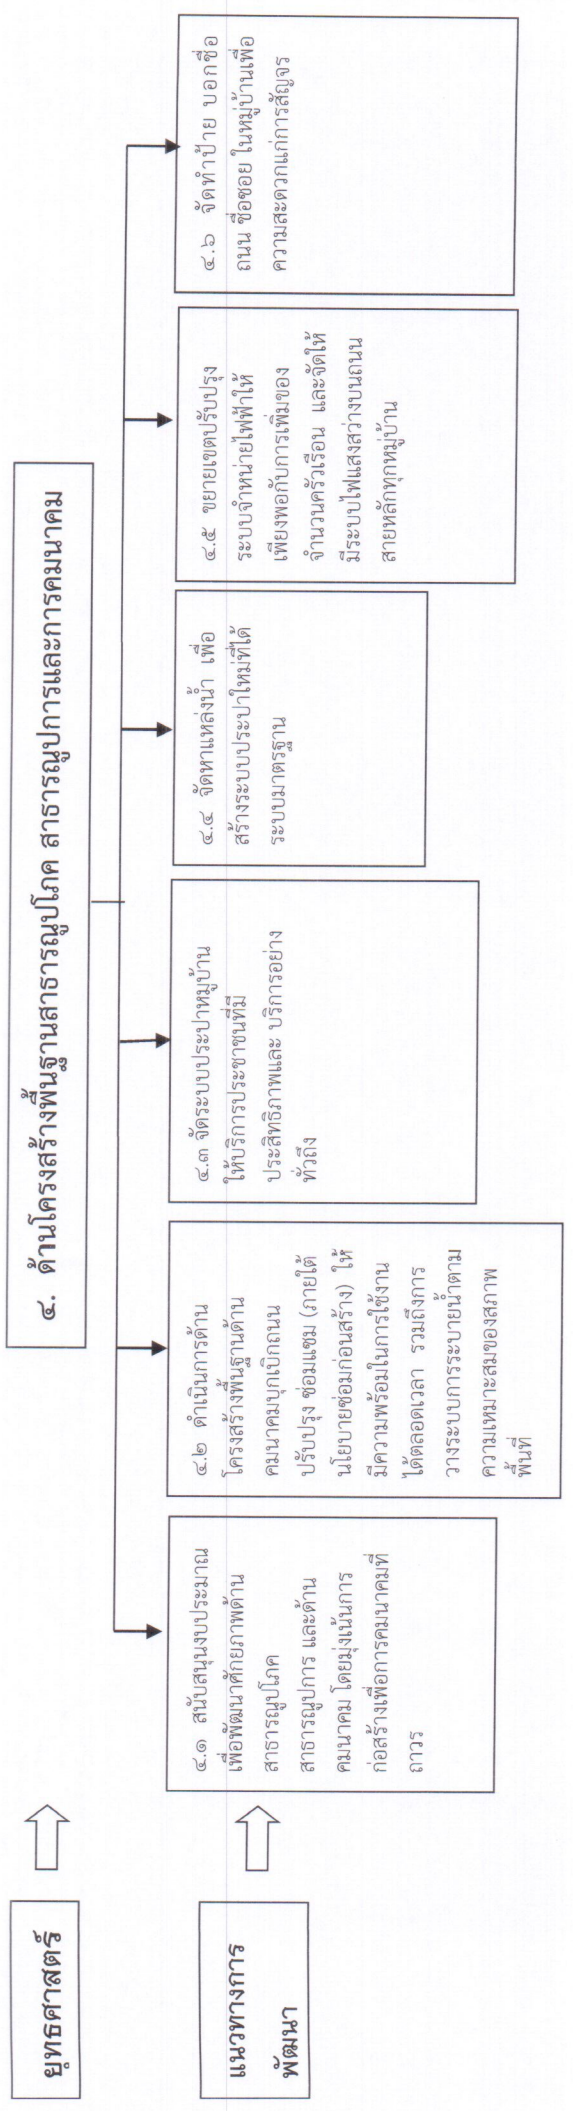 ยุทธศาสตร์
๔. ด้านโครงสร้างพื้นฐานสาธารณูปโภค สาธารณูปการและการคมนาคม
แนวทางการ
พัฒนา
๔.๑ สนับสนุนงบประมาณ
เพื่อพัฒนาศักยภาพด้าน
สาธารณูปโภค
สาธารณูปการ และด้าน
คมนาคม โดยมุ่งเน้นการ
ก่อสร้างเพื่อการคมนาคมที่
ถาวร
๔.๒ ดำเนินการด้าน
โครงสร้างพื้นฐานด้าน
คมนาคมบุกเบิกถนน
ปรับปรุง ซ่อมแซม (ภายใต้
นโยบายซ่อมก่อนสร้าง) ให้
มีความพร้อมในการใช้งาน
ได้ตลอดเวลา รวมถึงการ
วางระบบการระบายน้ำตาม
ความเหมาะสมของสภาพ
พื้นที่
๔.๓ จัดระบบประปาหมู่บ้าน
ให้บริการประชาชนที่มี
ประสิทธิภาพและ บริการอย่าง
ทั่วถึง
๔.๔ จัดหาแหล่งน้ำ เพื่อ
สร้างระบบประปาใหม่ที่ได้
ระบบมาตรฐาน
๔.๕ ขยายเขตปรับปรุง
ระบบจำหน่ายไฟฟ้าให้
เพียงพอกับการเพิ่มของ
จำนวนครัวเรือน และจัดให้
มีระบบไฟแสงสว่างบนถนน
สายหลักทุกหมู่บ้าน
๔.๖ จัดทำป้าย บอกชื่อ
ถนน ชื่อซอย ในหมู่บ้านเพื่อ
ความสะดวกแก่การสัญจร